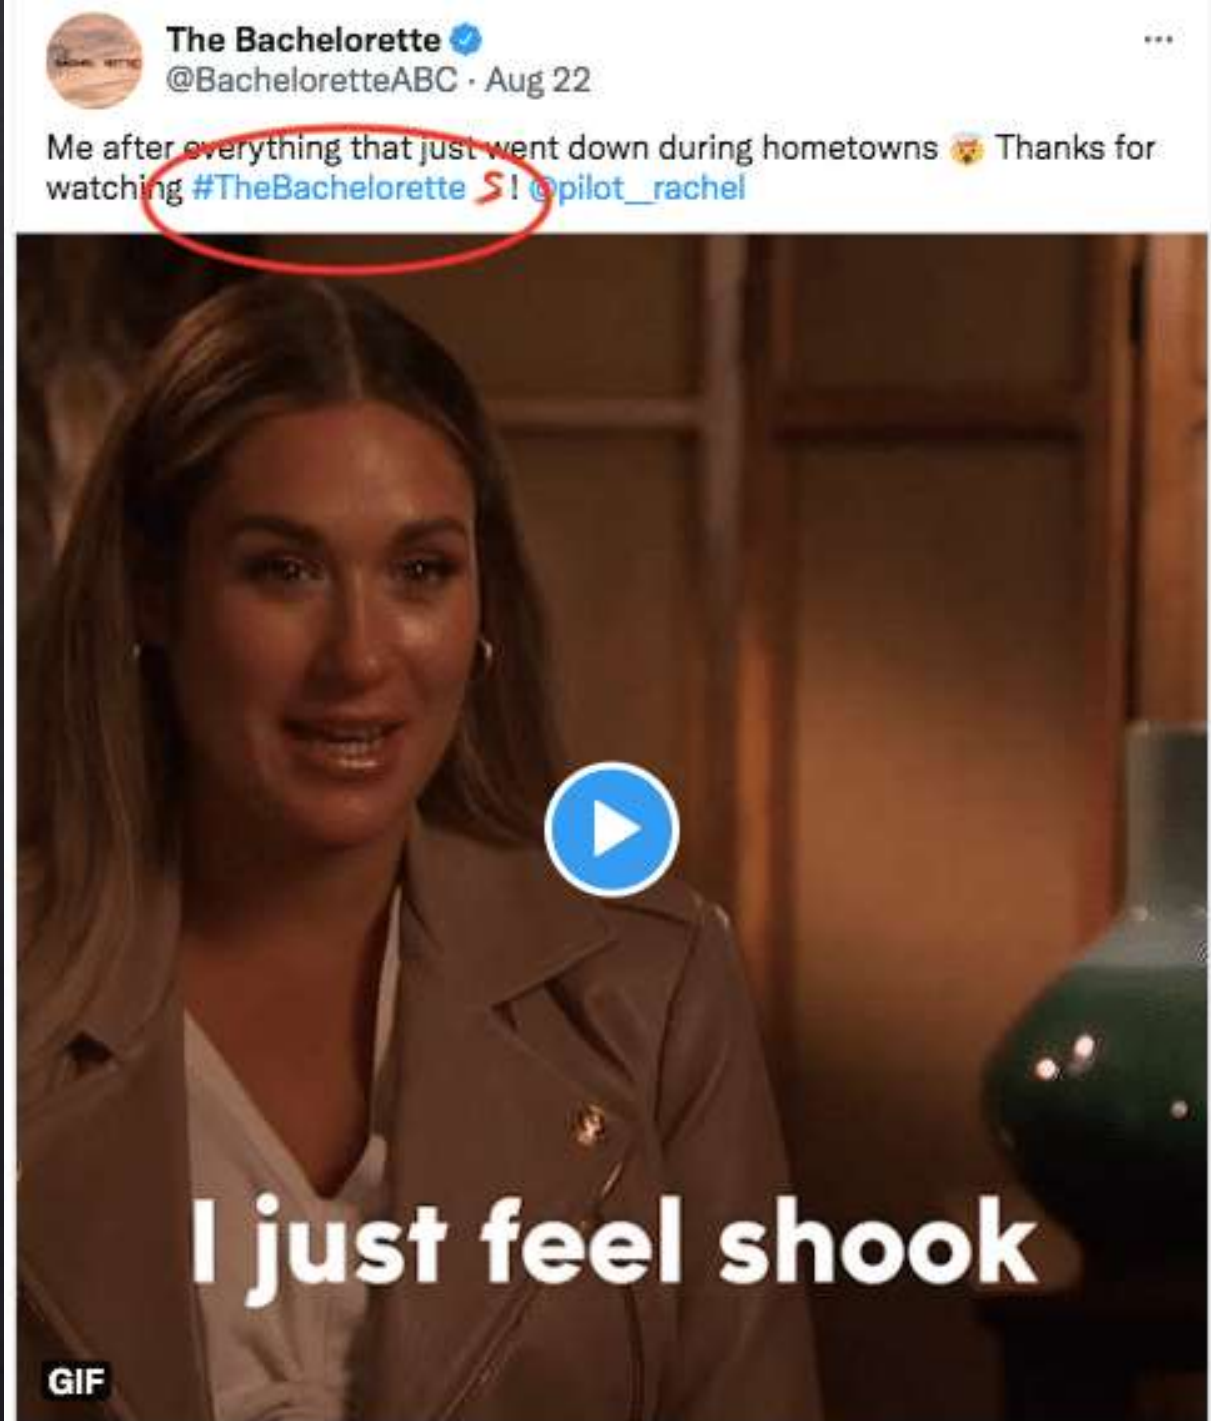 The Bachelorette
@BacheloretteABC · Aug 22
Me after everything that just went down during hometowns 🤯 Thanks for
watching #TheBachelorette S! @pilot__rachel
I just feel shook
GIF